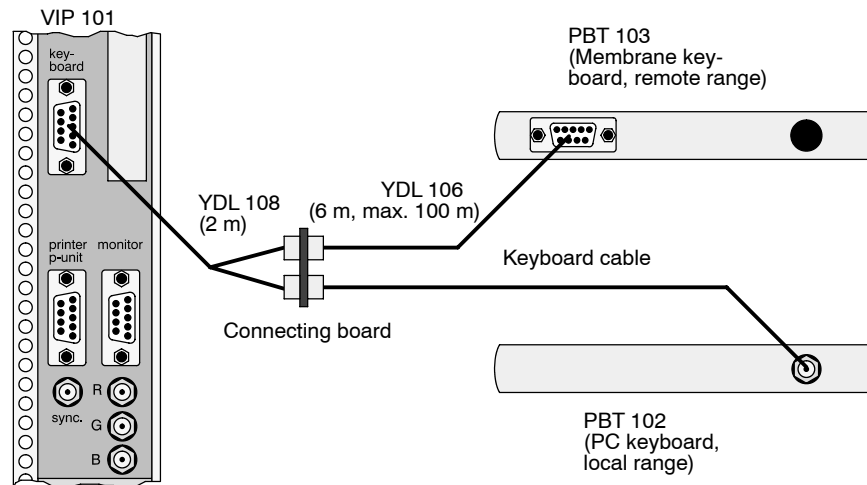 VIP 101
key-
board
printer
p-unit
monitor
sync.
R
G
B
YDL 108
(2 m)
YDL 106
(6 m, max. 100 m)
Connecting board
Keyboard cable
PBT 103
(Membrane key-
board, remote range)
PBT 102
(PC keyboard,
local range)